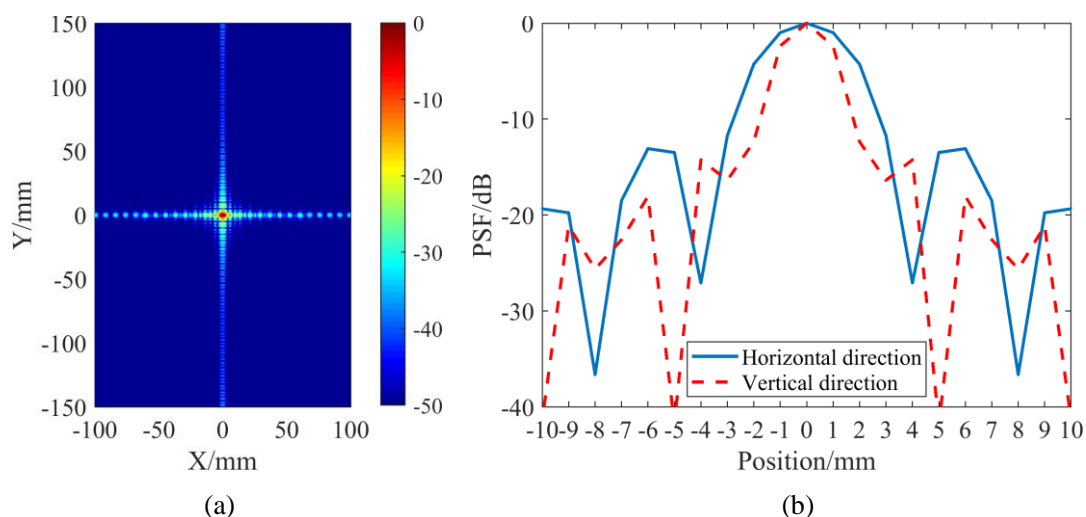 150
100
50
0
-50
-100
-150
Y/mm
-100 -50 0 50 100
X/mm
0
-10
-20
-30
-40
-50
(a)
0
-10
-20
-30
-40
PSF/dB
Horizontal direction
Vertical direction
-10 -9 -8 -7 -6 -5 -4 -3 -2 -1 0 1 2 3 4 5 6 7 8 9 10
Position/mm
(b)